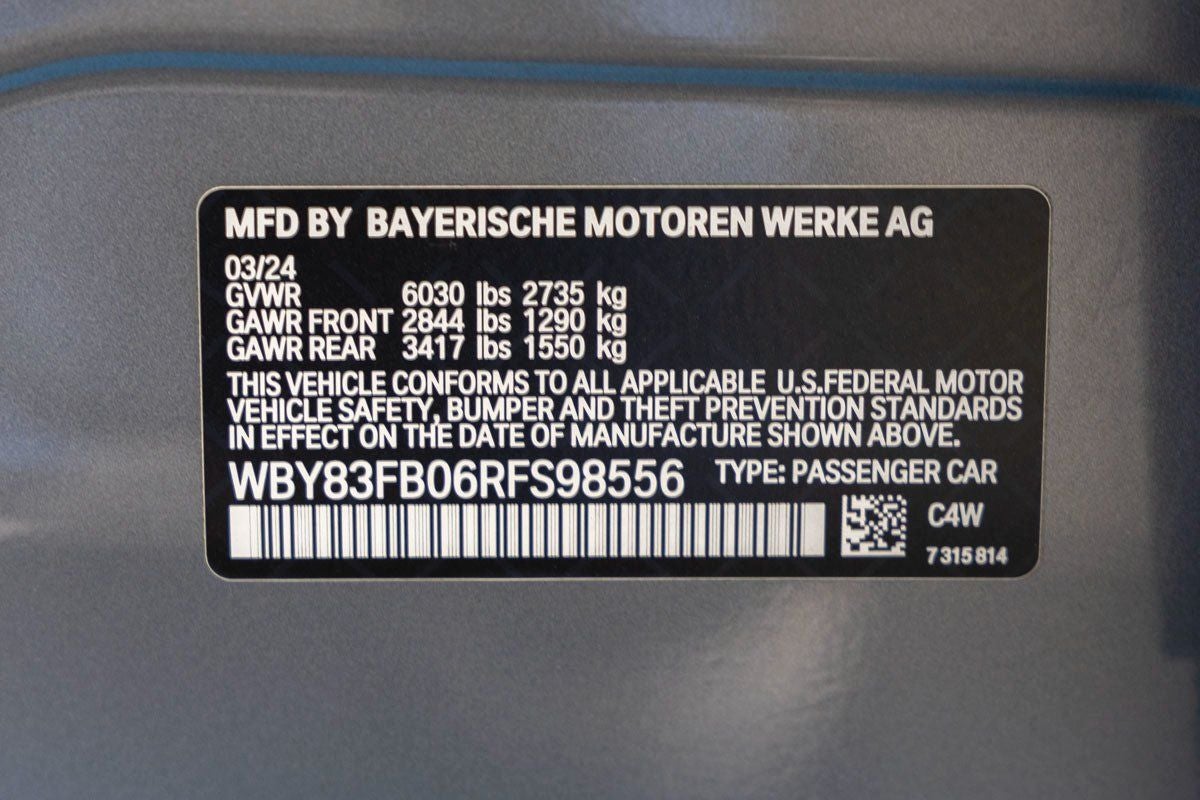 MFD BY BAYERISCHE MOTOREN WERKE AG
03/24
GVWR 6030 lbs 2735 kg
GAWR FRONT 2844 lbs 1290 kg
GAWR REAR 3417 lbs 1550 kg
THIS VEHICLE CONFORMS TO ALL APPLICABLE U.S.FEDERAL MOTOR
VEHICLE SAFETY, BUMPER AND THEFT PREVENTION STANDARDS
IN EFFECT ON THE DATE OF MANUFACTURE SHOWN ABOVE.
WBY83FB06RFS98556 TYPE: PASSENGER CAR
C4W
7 315 814